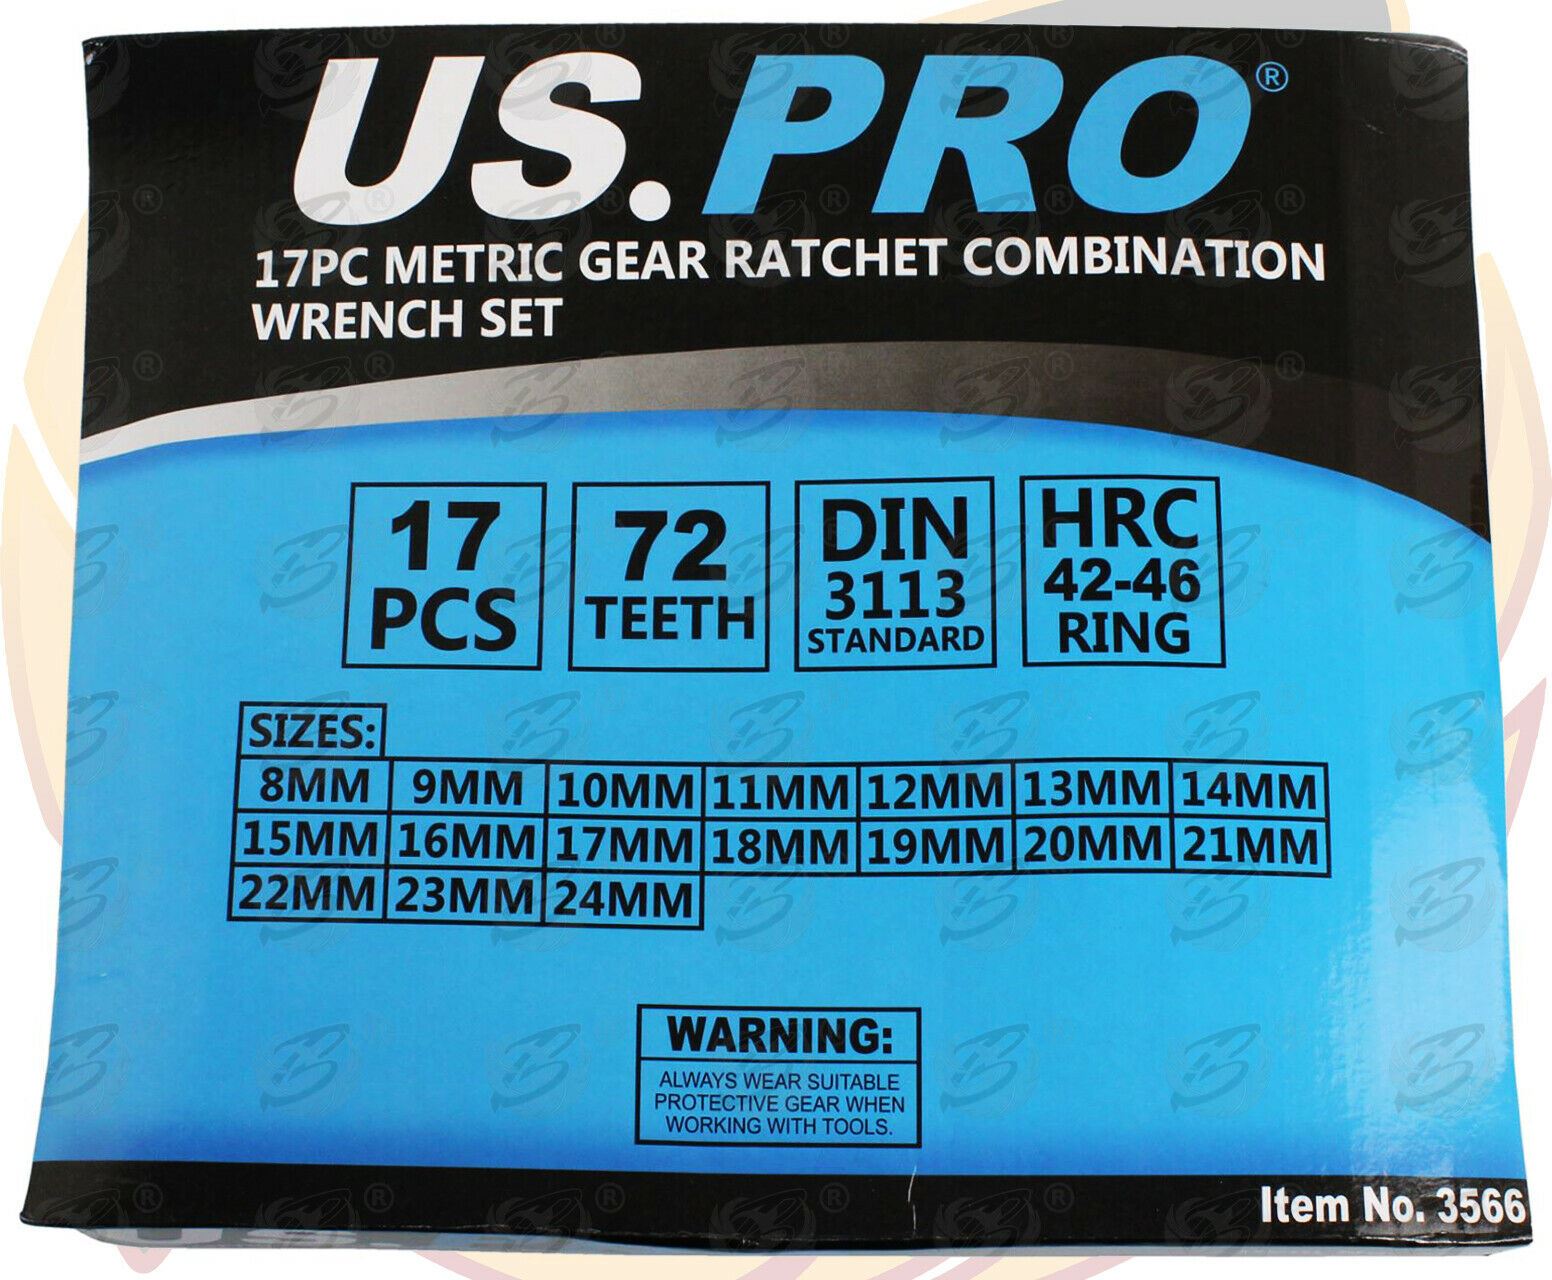 US.PRO®
17PC METRIC GEAR RATCHET COMBINATION
WRENCH SET
17
PCS
72
TEETH
DIN
3113
STANDARD
HRC
42-46
RING
SIZES:
8MM 9MM 10MM 11MM 12MM 13MM 14MM
15MM 16MM 17MM 18MM 19MM 20MM 21MM
22MM 23MM 24MM
WARNING:
ALWAYS WEAR SUITABLE
PROTECTIVE GEAR WHEN
WORKING WITH TOOLS.
Item No. 3566